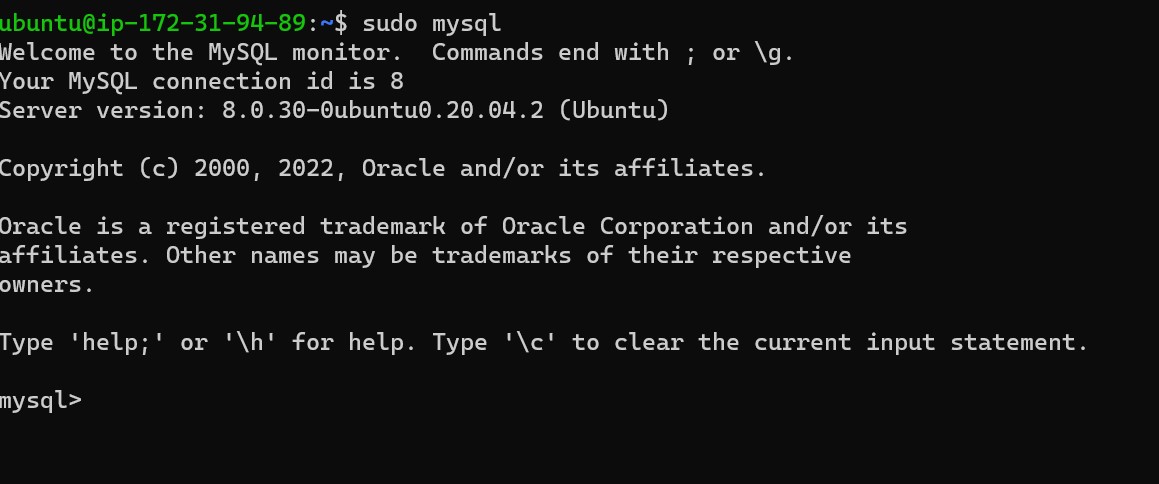 ubuntu@ip-172-31-94-89:~$ sudo mysql
Welcome to the MySQL monitor.  Commands end with ; or \g.
Your MySQL connection id is 8
Server version: 8.0.30-0ubuntu0.20.04.2 (Ubuntu)
Copyright (c) 2000, 2022, Oracle and/or its affiliates.
Oracle is a registered trademark of Oracle Corporation and/or its
affiliates. Other names may be trademarks of their respective
owners.
Type 'help;' or '\h' for help. Type '\c' to clear the current input statement.
mysql>